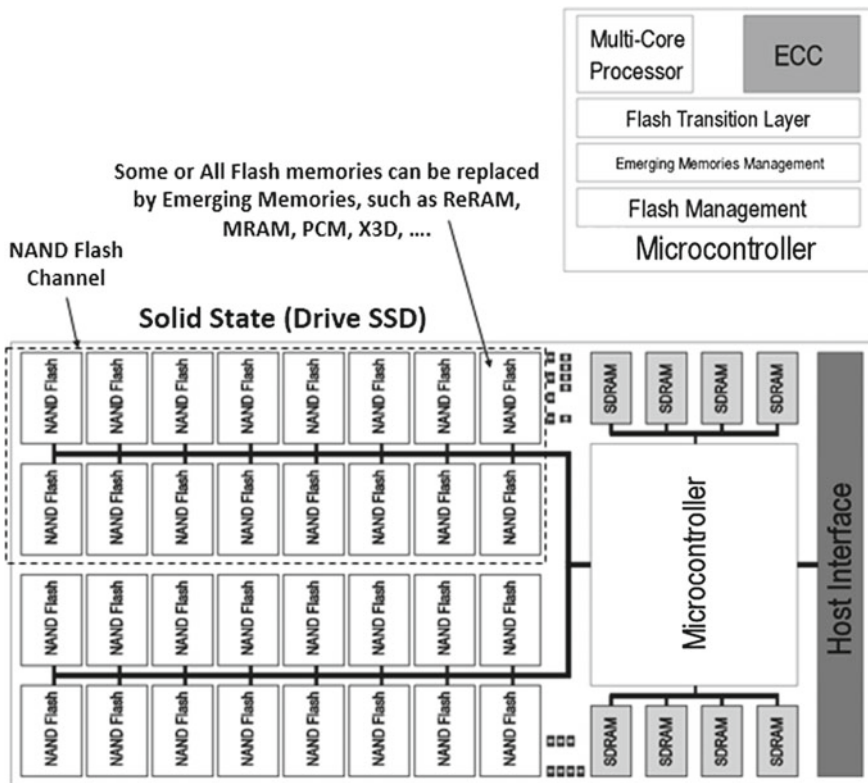 Multi-Core
Processor
ECC
Flash Transition Layer
Emerging Memories Management
Flash Management
Microcontroller
Some or All Flash memories can be replaced
by Emerging Memories, such as ReRAM,
MRAM, PCM, X3D, ....
NAND Flash
Channel
Solid State (Drive SSD)
NAND Flash NAND Flash NAND Flash NAND Flash NAND Flash NAND Flash NAND Flash NAND Flash
SDRAM SDRAM SDRAM SDRAM
NAND Flash NAND Flash NAND Flash NAND Flash NAND Flash NAND Flash NAND Flash NAND Flash
Microcontroller
Host Interface
NAND Flash NAND Flash NAND Flash NAND Flash NAND Flash NAND Flash NAND Flash NAND Flash
NAND Flash NAND Flash NAND Flash NAND Flash NAND Flash NAND Flash NAND Flash NAND Flash
SDRAM SDRAM SDRAM SDRAM